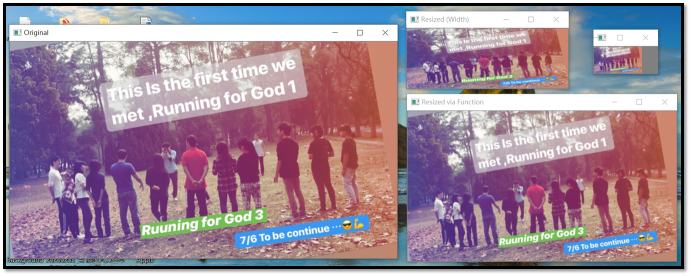 Original
This Is the first time we
met ,Running for God 1
Ruuning for God 3
7/6 To be continue ⋯😎💪
Resized (Width)
This Is the first time we
met ,Running for God 1
Ruuning for God 3
7/6 To be continue ⋯😎💪
Resized via Function
This Is the first time we
met ,Running for God 1
Ruuning for God 3
7/6 To be continue ⋯😎💪